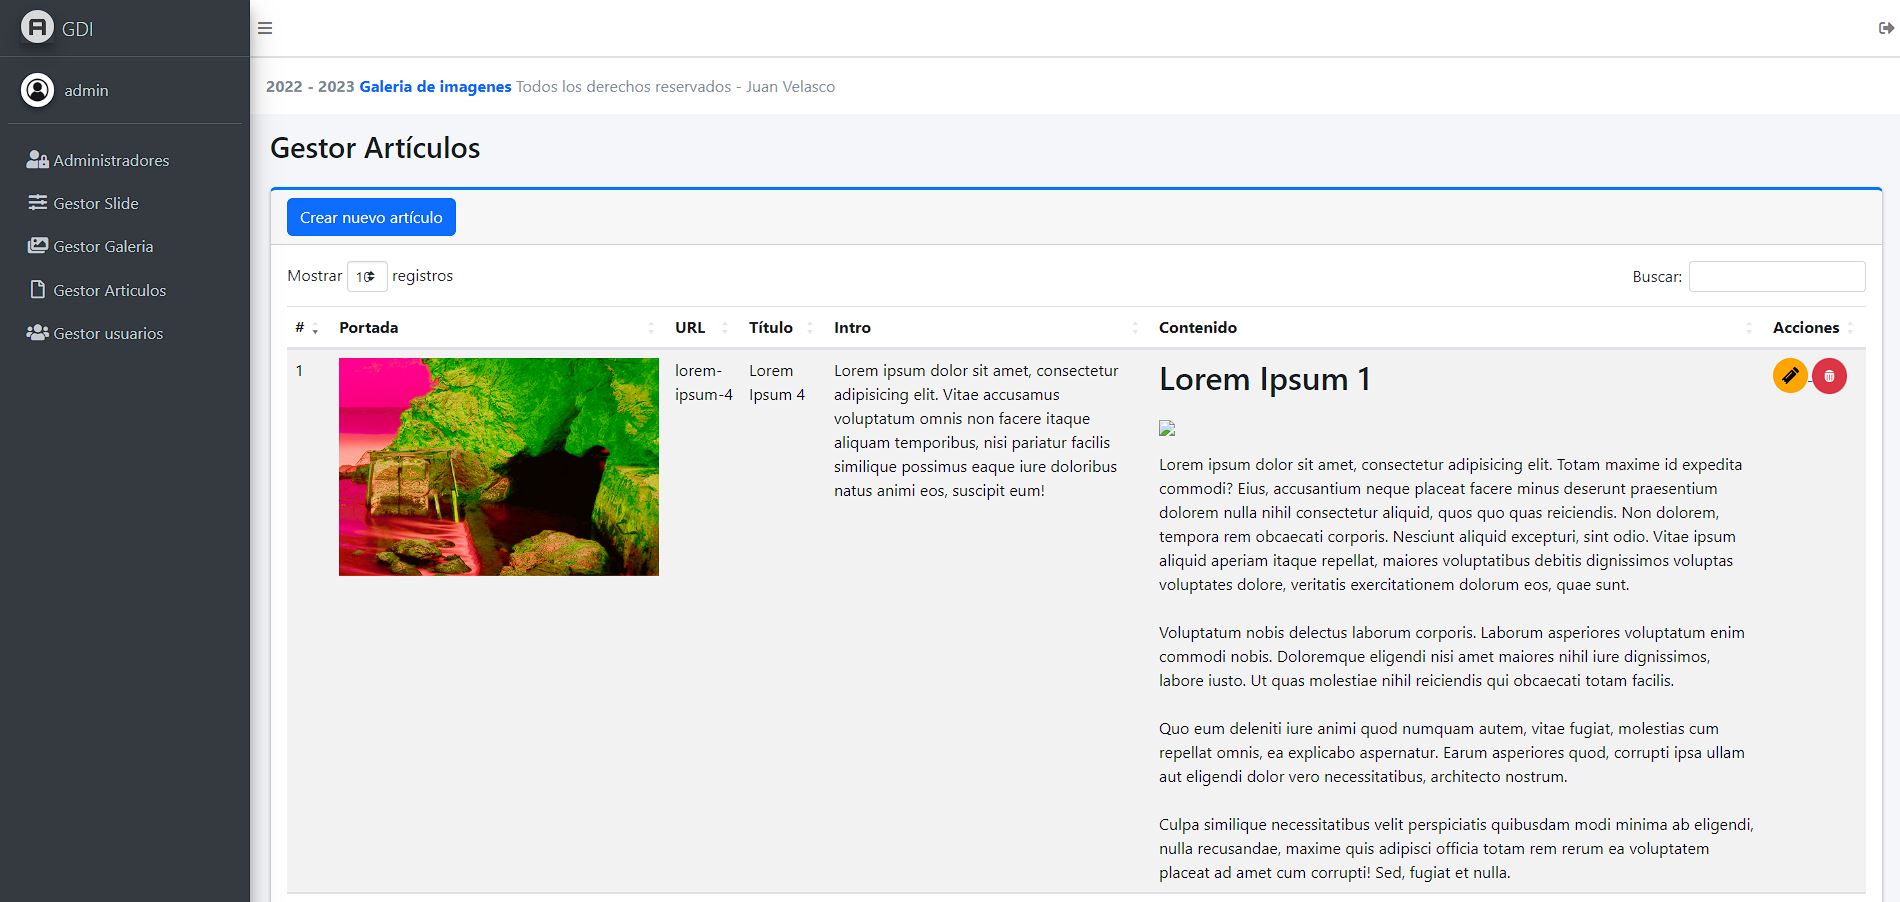 GDI
admin
Administradores
Gestor Slide
Gestor Galeria
Gestor Articulos
Gestor usuarios
2022 - 2023 Galeria de imagenes Todos los derechos reservados - Juan Velasco
Gestor Artículos
Crear nuevo artículo
Mostrar 10 registros
Buscar:
# Portada URL Título Intro Contenido Acciones
1
lorem-
ipsum-4
Lorem
Ipsum 4
Lorem ipsum dolor sit amet, consectetur
adipisicing elit. Vitae accusamus
voluptatum omnis non facere itaque
aliquam temporibus, nisi pariatur facilis
similique possimus eaque iure doloribus
natus animi eos, suscipit eum!
Lorem Ipsum 1
Lorem ipsum dolor sit amet, consectetur adipisicing elit. Totam maxime id expedita
commodi? Eius, accusantium neque placeat facere minus deserunt praesentium
dolorem nulla nihil consectetur aliquid, quos quo quas reiciendis. Non dolorem,
tempora rem obcaecati corporis. Nesciunt aliquid excepturi, sint odio. Vitae ipsum
aliquid aperiam itaque repellat, maiores voluptatibus debitis dignissimos voluptas
voluptates dolore, veritatis exercitationem dolorum eos, quae sunt.
Voluptatum nobis delectus laborum corporis. Laborum asperiores voluptatum enim
commodi nobis. Doloremque eligendi nisi amet maiores nihil iure dignissimos,
labore iusto. Ut quas molestiae nihil reiciendis qui obcaecati totam facilis.
Quo eum deleniti iure animi quod numquam autem, vitae fugiat, molestias cum
repellat omnis, ea explicabo aspernatur. Earum asperiores quod, corrupti ipsa ullam
aut eligendi dolor vero necessitatibus, architecto nostrum.
Culpa similique necessitatibus velit perspiciatis quibusdam modi minima ab eligendi,
nulla recusandae, maxime quis adipisci officia totam rem rerum ea voluptatem
placeat ad amet cum corrupti! Sed, fugiat et nulla.